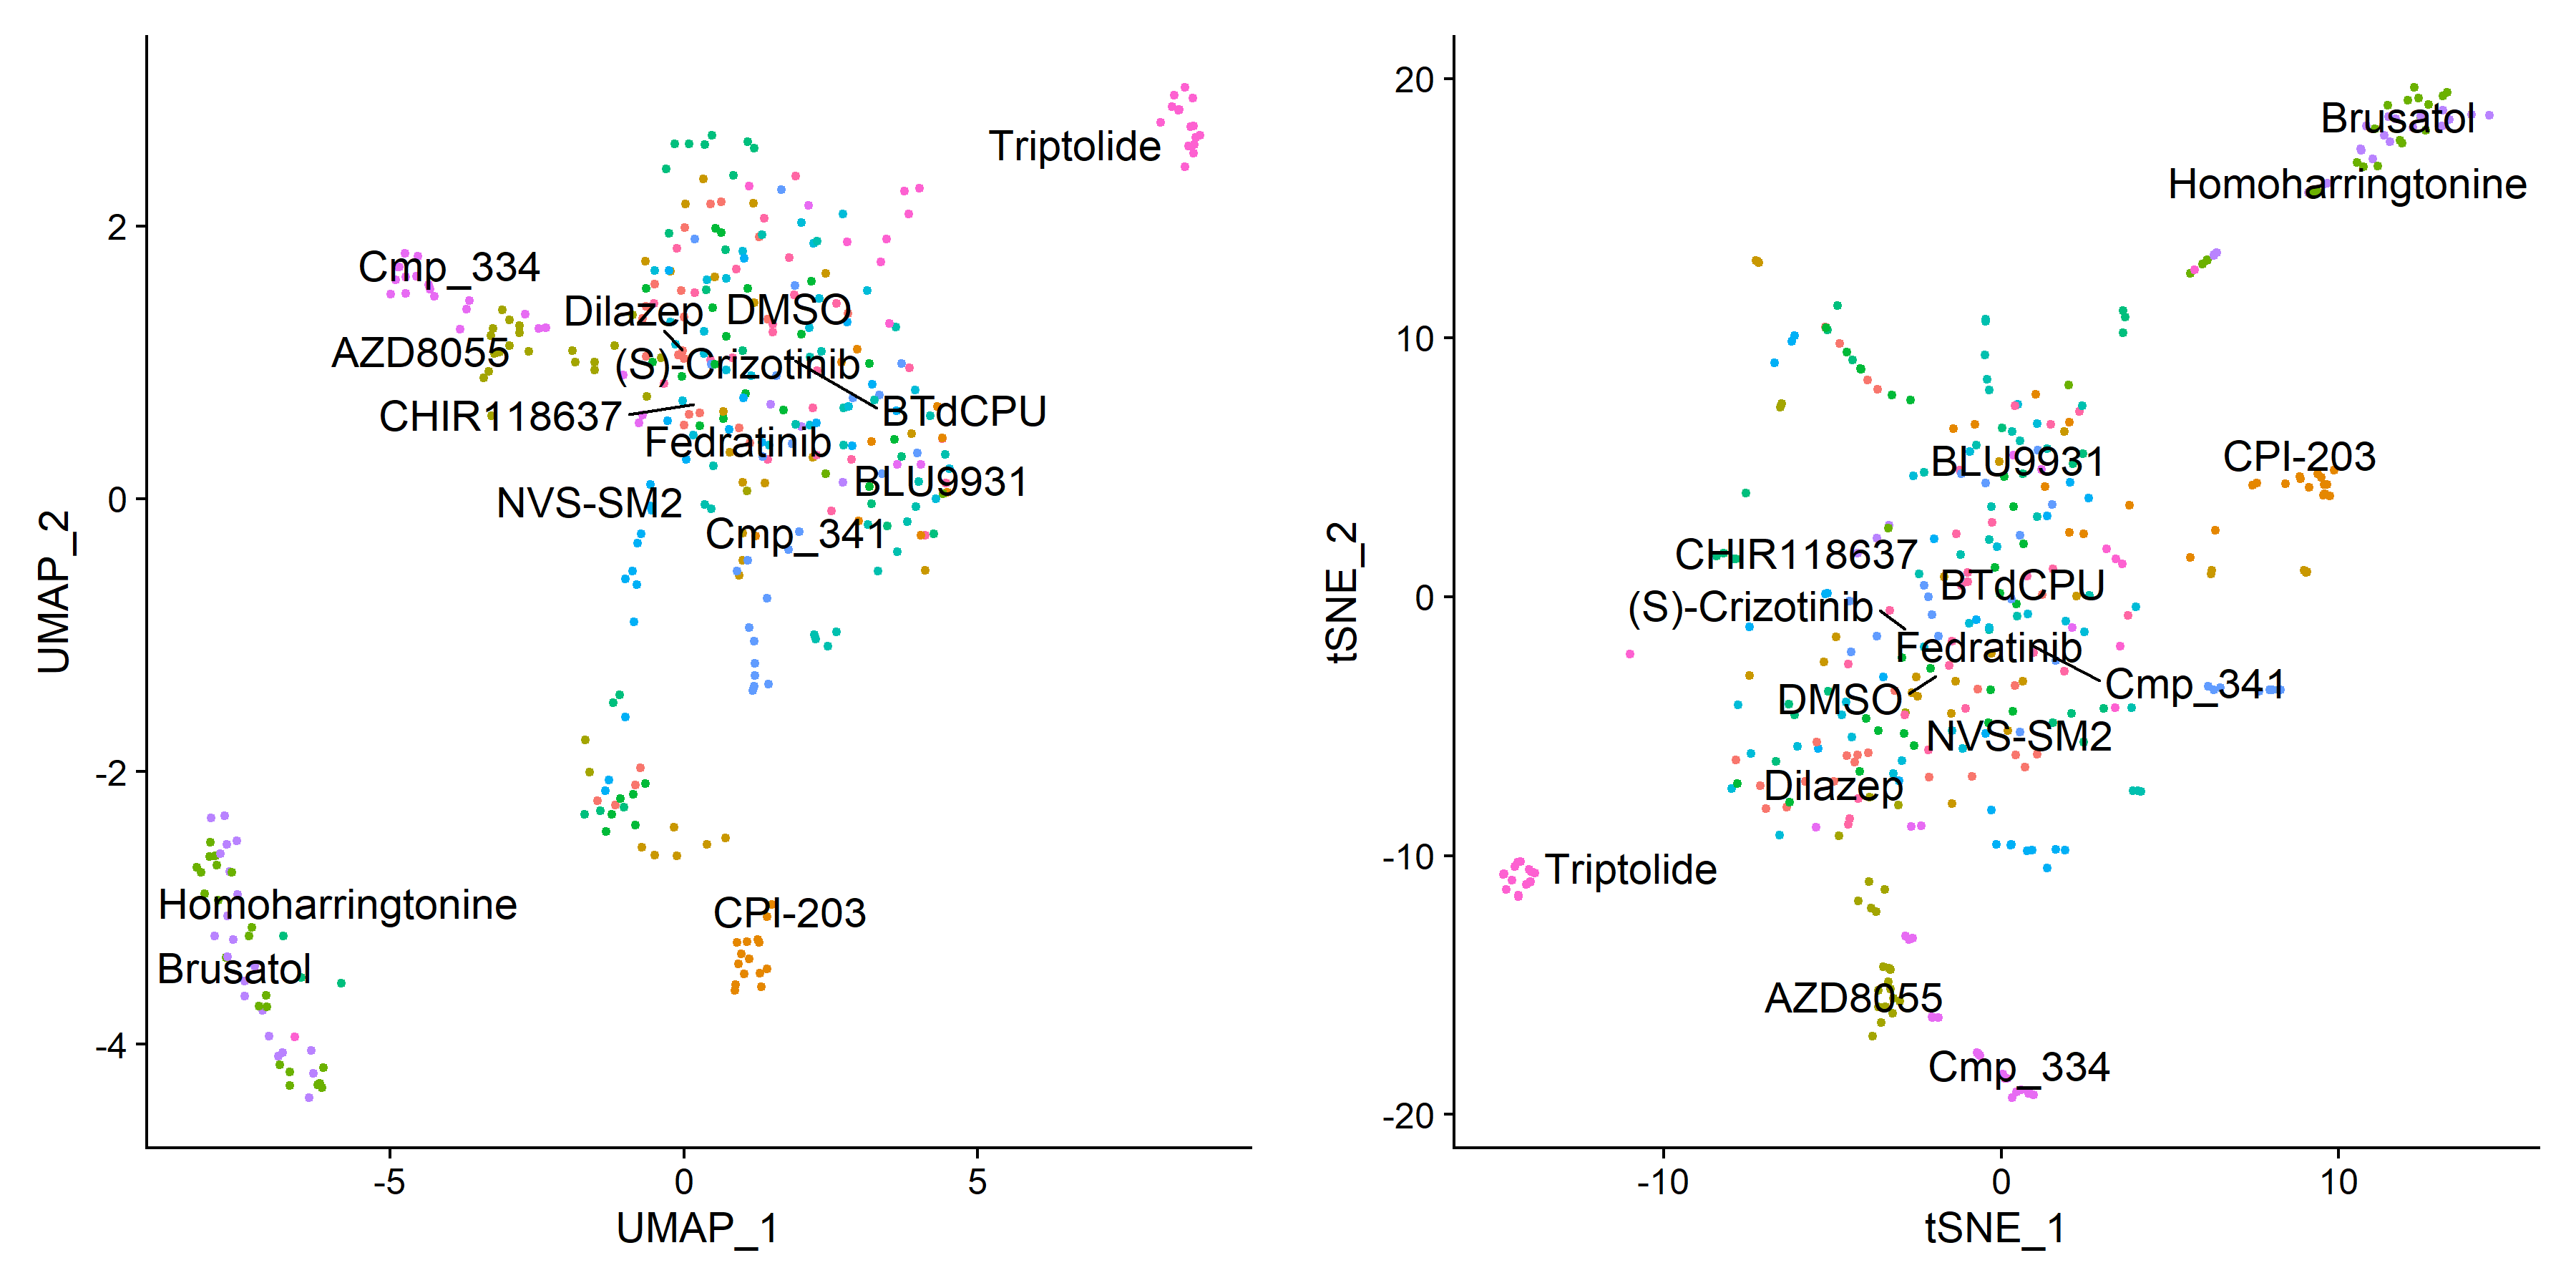 Triptolide
2
Cmp_334
Dilazep
DMSO
AZD8055
(S)-Crizotinib
CHIR118637
BTdCPU
Fedratinib
BLU9931
0
NVS-SM2
Cmp_341
-2
Homoharringtonine
CPI-203
Brusatol
-4
UMAP_2
-5
0
5
UMAP_1
20
Brusatol
Homoharringtonine
10
BLU9931
CPI-203
CHIR118637
BTdCPU
0
(S)-Crizotinib
Fedratinib
Cmp_341
DMSO
NVS-SM2
Dilazep
-10
Triptolide
AZD8055
Cmp_334
-20
tSNE_2
-10
0
10
tSNE_1